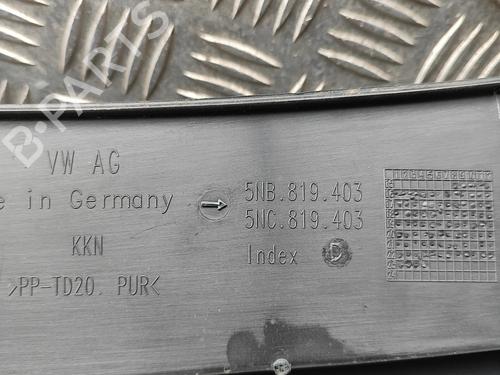 B-PARTS
VW AG
in Germany
KKN
>PP-TD20. PUR<
5NB.819.403
5NC.819.403
Index D